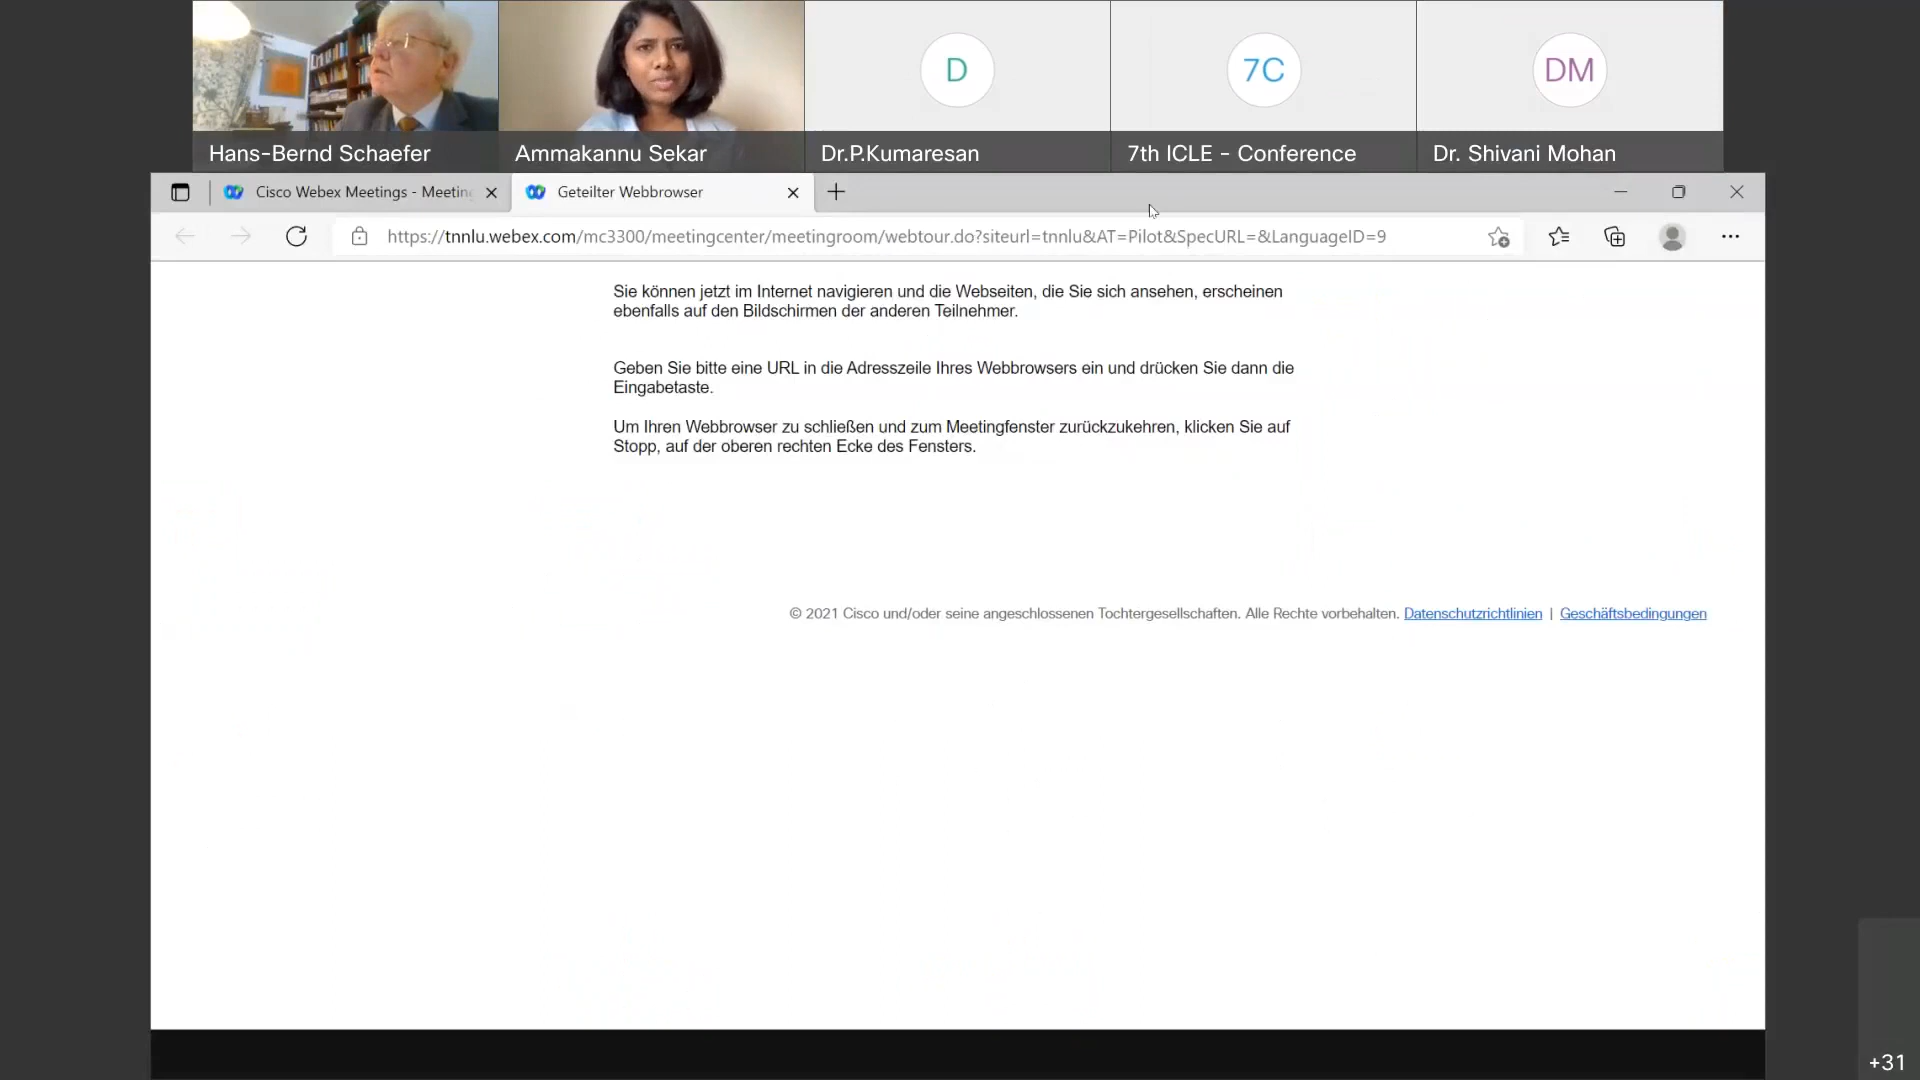 D
7C
DM
Hans-Bernd Schaefer
Ammakannu Sekar
Dr.P.Kumaresan
7th ICLE - Conference
Dr. Shivani Mohan
Cisco Webex Meetings - Meetin
Geteilter Webbrowser
https://tnnlu.webex.com/mc3300/meetingcenter/meetingroom/webtour.do?siteurl=tnnlu&AT=Pilot&SpecURL=&LanguageID=9
Sie können jetzt im Internet navigieren und die Webseiten, die Sie sich ansehen, erscheinen
ebenfalls auf den Bildschirmen der anderen Teilnehmer.
Geben Sie bitte eine URL in die Adresszeile Ihres Webbrowsers ein und drücken Sie dann die
Eingabetaste.
Um Ihren Webbrowser zu schließen und zum Meetingfenster zurückzukehren, klicken Sie auf
Stopp, auf der oberen rechten Ecke des Fensters.
© 2021 Cisco und/oder seine angeschlossenen Tochtergesellschaften. Alle Rechte vorbehalten. Datenschutzrichtlinien | Geschäftsbedingungen
+31